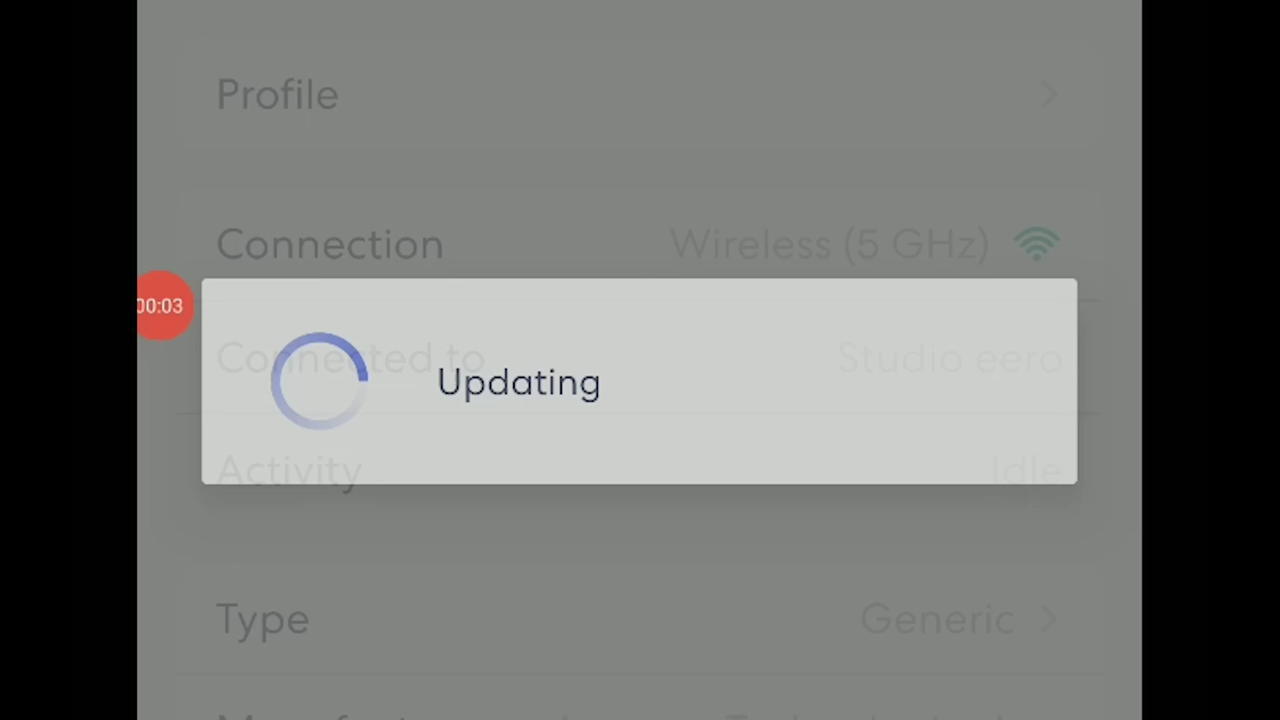 Profile
Connection Wireless (5 GHz)
00:03
Connected to Studio eero
Updating
Activity Idle
Type Generic